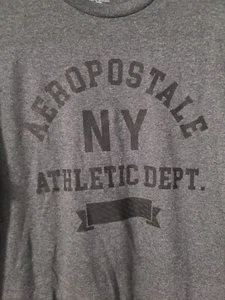 AEROPOSTALE
NY
ATHLETIC DEPT.